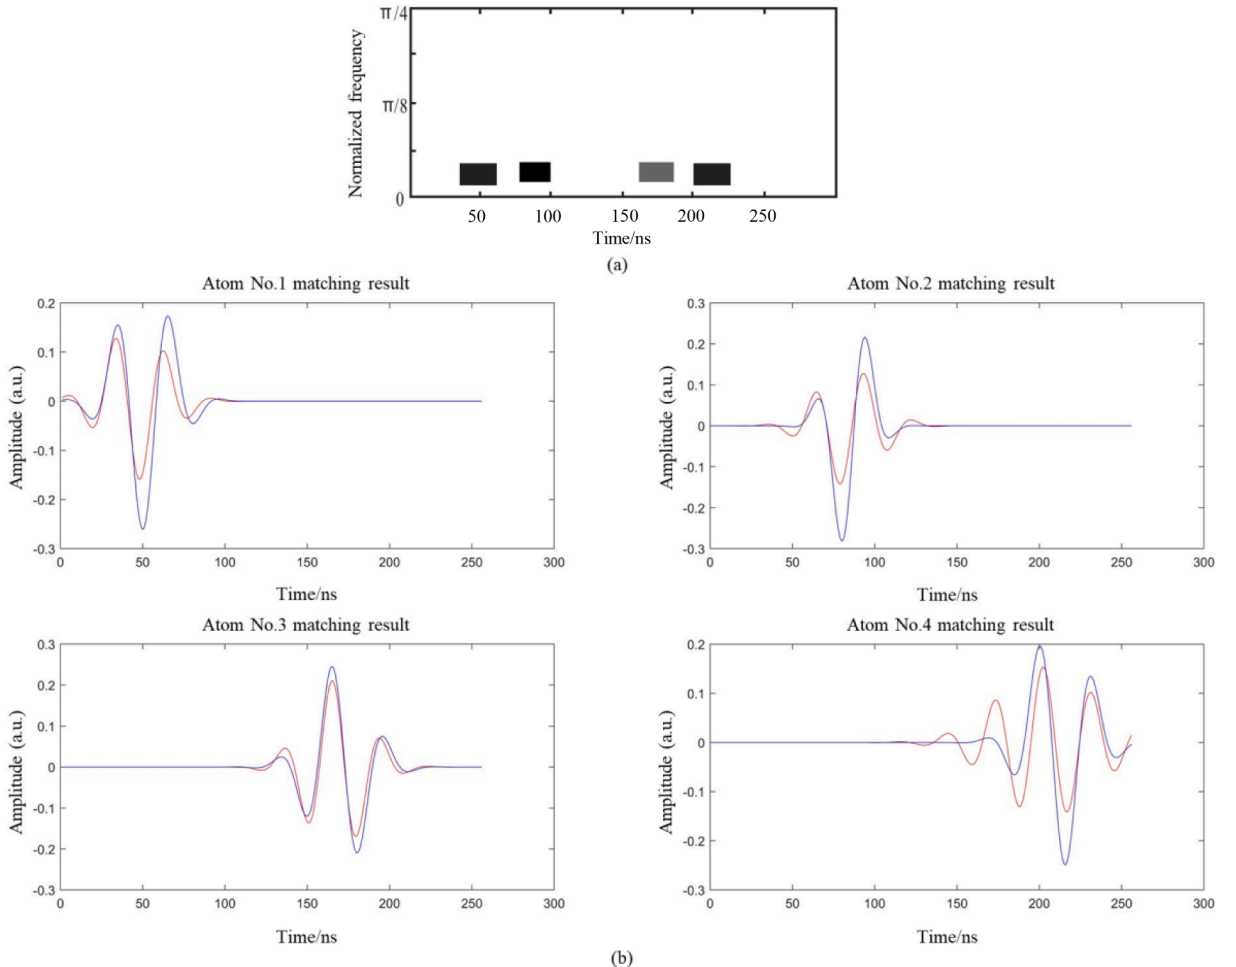 π/4
π/8
0
Normalized frequency
50 100 150 200 250
Time/ns
(a)
Atom No.1 matching result
0.2
0.1
0
-0.1
-0.2
-0.3
Amplitude (a.u.)
0 50 100 150 200 250 300
Time/ns
Atom No.2 matching result
0.3
0.2
0.1
0
-0.1
-0.2
-0.3
Amplitude (a.u.)
0 50 100 150 200 250 300
Time/ns
Atom No.3 matching result
0.3
0.2
0.1
0
-0.1
-0.2
-0.3
Amplitude (a.u.)
0 50 100 150 200 250 300
Time/ns
Atom No.4 matching result
0.2
0.1
0
-0.1
-0.2
-0.3
Amplitude (a.u.)
0 50 100 150 200 250 300
Time/ns
(b)